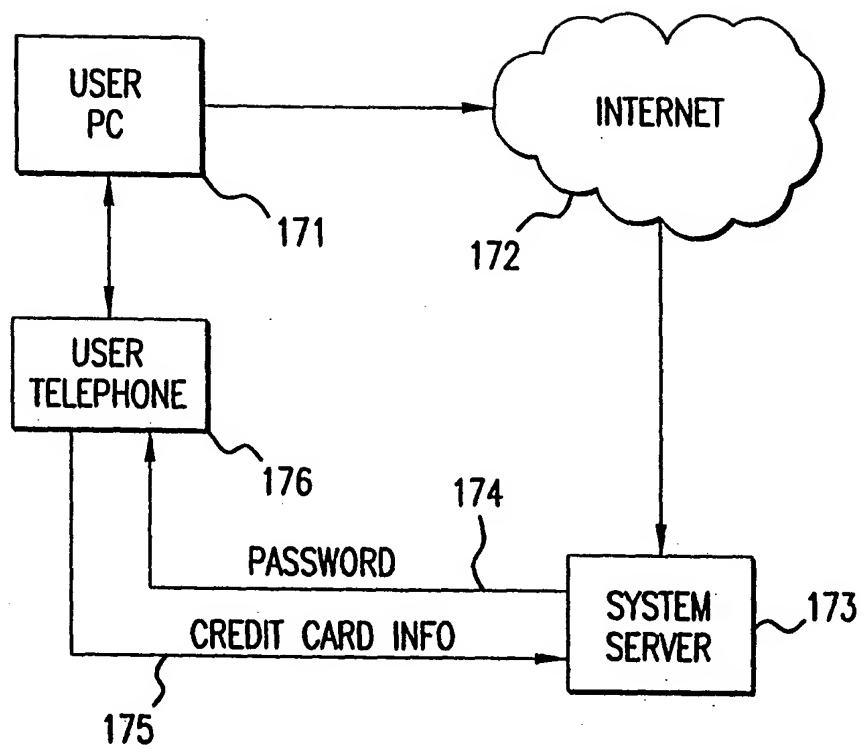 USER
PC
INTERNET
171
172
USER
TELEPHONE
176
174
PASSWORD
SYSTEM
SERVER
173
CREDIT CARD INFO
175